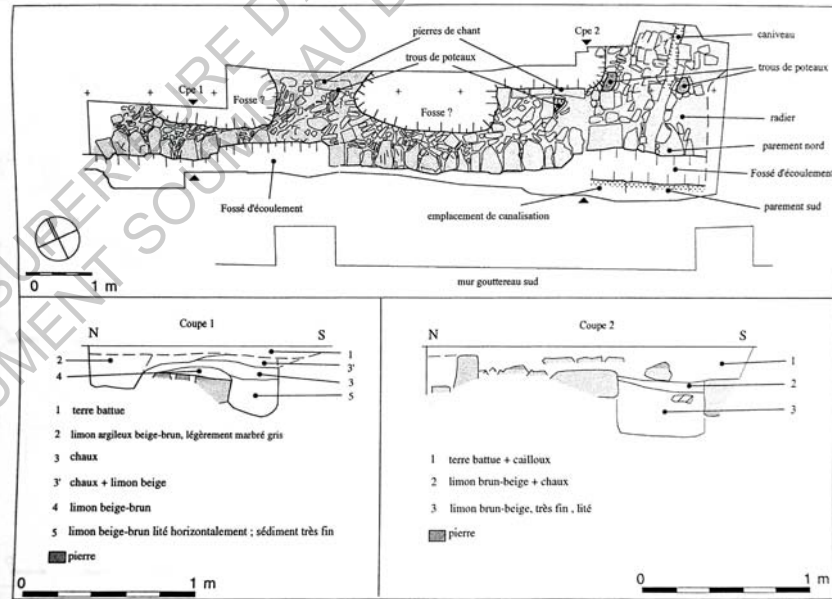 SUPERIEURE D
UMENT SOUMIS AU D
pierres de chant
Cpe 2
caniveau
trous de poteaux
Cpe 1
trous de poteaux
Fosse ?
Fosse ?
radier
parement nord
Fossé d'écoulement
Fossé d'écoulement
emplacement de canalisation
parement sud
0 1 m
mur gouttereau sud
Coupe 1
N S
1
2
3'
4
3
5
1 terre battue
2 limon argileux beige-brun, légèrement marbré gris
3 chaux
3' chaux + limon beige
4 limon beige-brun
5 limon beige-brun lité horizontalement ; sédiment très fin
pierre
0 1 m
Coupe 2
N S
1
2
3
1 terre battue + cailloux
2 limon brun-beige + chaux
3 limon brun-beige, très fin , lité
pierre
0 1 m